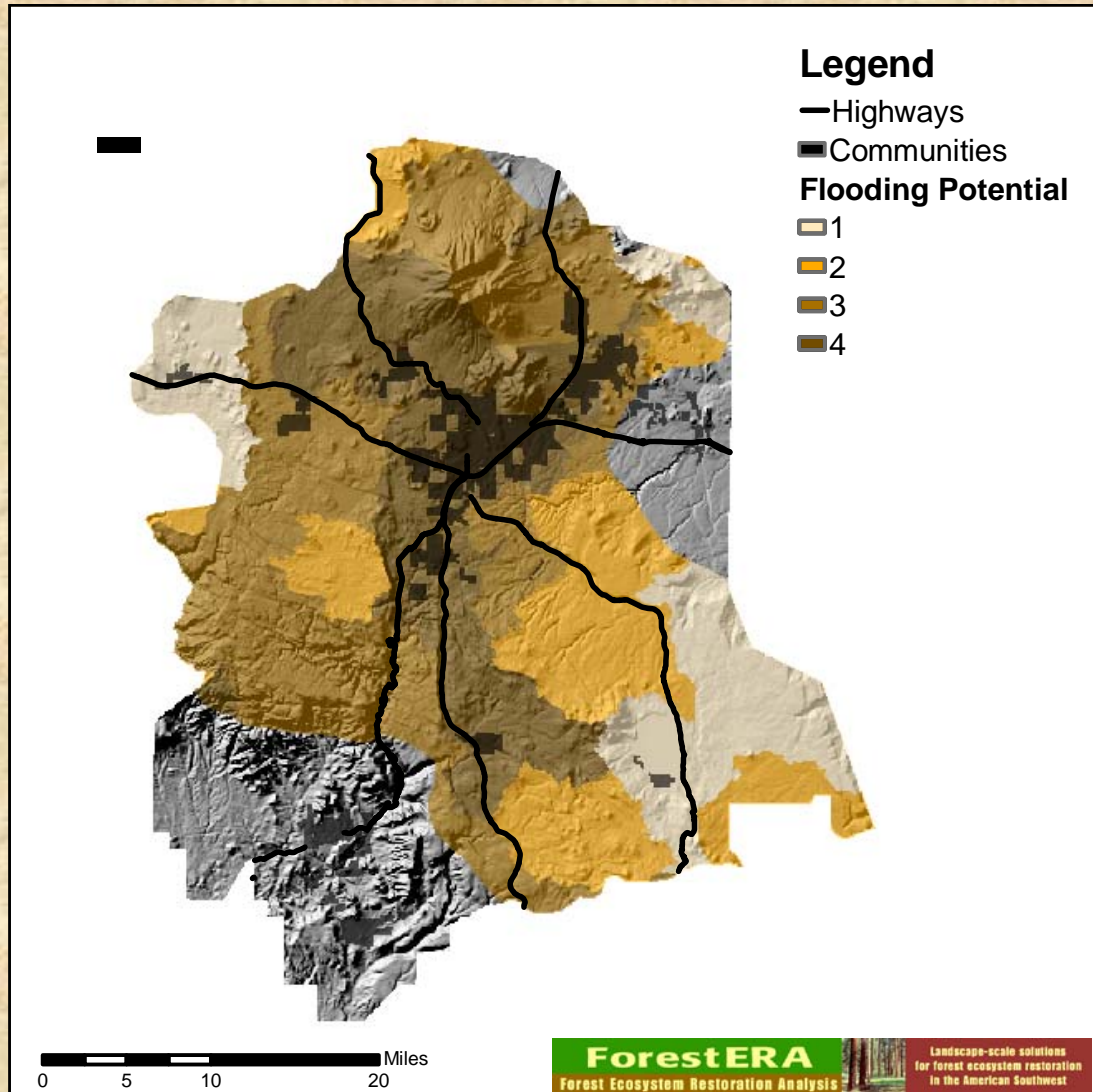 Legend
Highways
Communities
Flooding Potential
1
2
3
4
Miles
0 5 10 20
ForestERA
Forest Ecosystem Restoration Analysis
Landscape-scale solutions
for forest ecosystem restoration
in the American Southwest